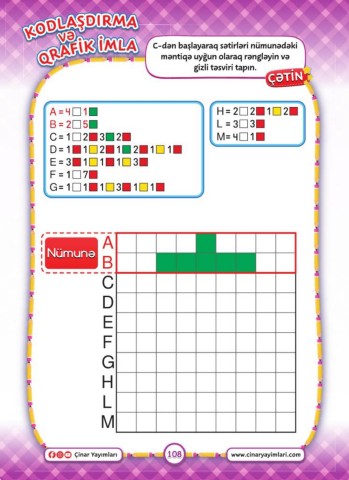 KODLAŞDIRMA
VƏ
QRAFİK İMLA
C-dən başlayaraq sətirləri nümunədəki
məntiqə uyğun olaraq rəngləyin və
gizli təsviri tapın.
ÇƏTİN
A = 4 1
B = 2 5
C = 1 2 3 2
D = 1 1 2 1 2 1 1
E = 3 1 1 1 3
F = 1 7
G = 1 1 1 3 1 1
H = 2 2 1 2
L = 3 3
M = 4 1
Nümunə
A
B
C
D
E
F
G
H
L
M
Çinar Yayımları
108
www.cinaryayimlari.com